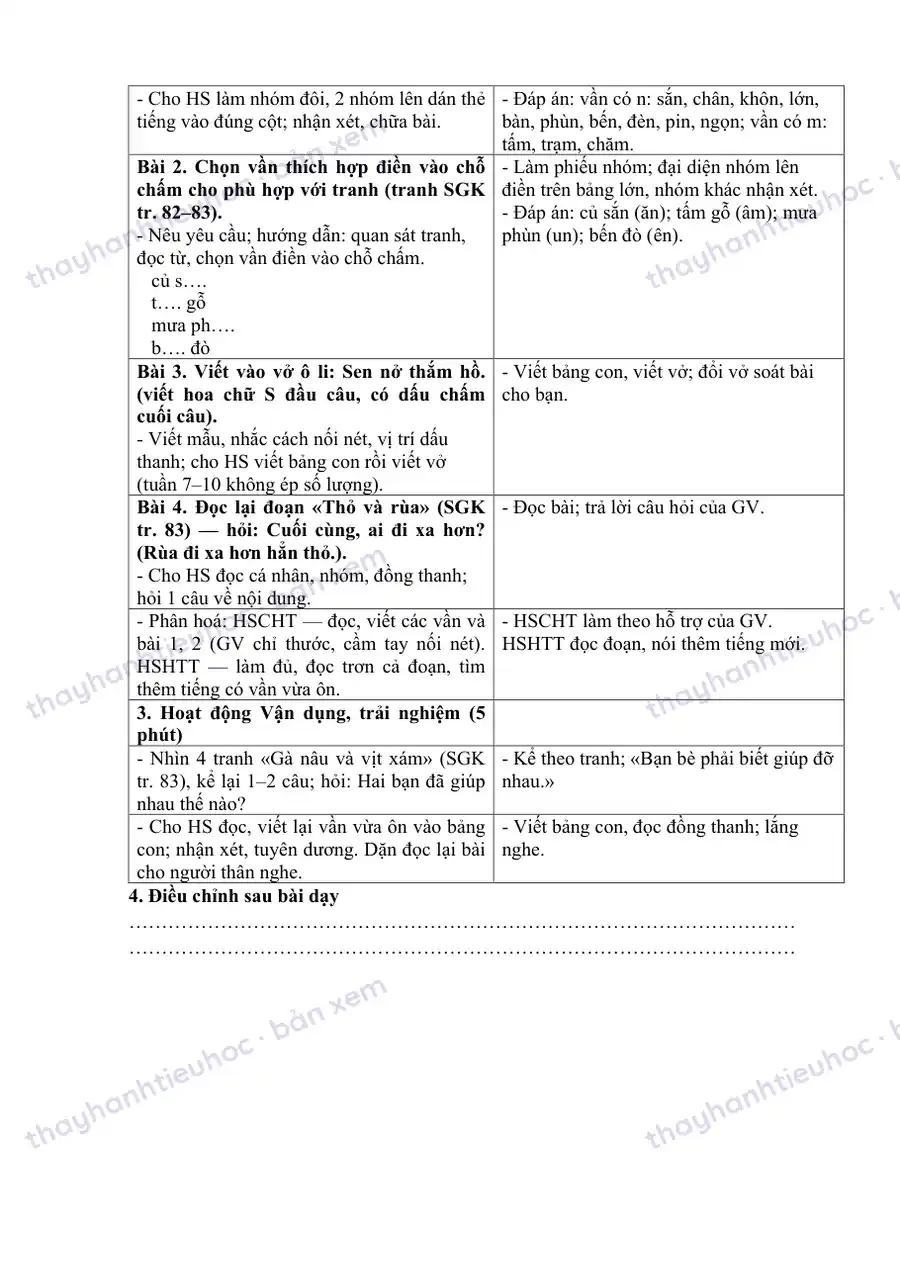 - Cho HS làm nhóm đôi, 2 nhóm lên dán thẻ
tiếng vào đúng cột; nhận xét, chữa bài.
- Đáp án: vần có n: sắn, chân, khôn, lớn,
bàn, phùn, bến, đèn, pin, ngọn; vần có m:
tấm, trạm, chăm.
Bài 2. Chọn vần thích hợp điền vào chỗ
chấm cho phù hợp với tranh (tranh SGK
tr. 82–83).
- Nêu yêu cầu; hướng dẫn: quan sát tranh,
đọc từ, chọn vần điền vào chỗ chấm.
củ s….
t…. gỗ
mưa ph….
b…. đò
- Làm phiếu nhóm; đại diện nhóm lên
điền trên bảng lớn, nhóm khác nhận xét.
- Đáp án: củ sắn (ăn); tấm gỗ (âm); mưa
phùn (un); bến đò (ên).
Bài 3. Viết vào vở ô li: Sen nở thắm hồ.
(viết hoa chữ S đầu câu, có dấu chấm
cuối câu).
- Viết mẫu, nhắc cách nối nét, vị trí dấu
thanh; cho HS viết bảng con rồi viết vở
(tuần 7–10 không ép số lượng).
- Viết bảng con, viết vở; đổi vở soát bài
cho bạn.
Bài 4. Đọc lại đoạn «Thỏ và rùa» (SGK
tr. 83) — hỏi: Cuối cùng, ai đi xa hơn?
(Rùa đi xa hơn hẳn thỏ.).
- Cho HS đọc cá nhân, nhóm, đồng thanh;
hỏi 1 câu về nội dung.
- Đọc bài; trả lời câu hỏi của GV.
- Phân hoá: HSCHT — đọc, viết các vần và
bài 1, 2 (GV chỉ thước, cầm tay nối nét).
HSHTT — làm đủ, đọc trơn cả đoạn, tìm
thêm tiếng có vần vừa ôn.
- HSCHT làm theo hỗ trợ của GV.
HSHTT đọc đoạn, nói thêm tiếng mới.
3. Hoạt động Vận dụng, trải nghiệm (5
phút)
- Nhìn 4 tranh «Gà nâu và vịt xám» (SGK
tr. 83), kể lại 1–2 câu; hỏi: Hai bạn đã giúp
nhau thế nào?
- Kể theo tranh; «Bạn bè phải biết giúp đỡ
nhau.»
- Cho HS đọc, viết lại vần vừa ôn vào bảng
con; nhận xét, tuyên dương. Dặn đọc lại bài
cho người thân nghe.
- Viết bảng con, đọc đồng thanh; lắng
nghe.
4. Điều chỉnh sau bài dạy
…………………………………………………………………………………………
…………………………………………………………………………………………
thayhanhtieuhoc · bản xem
thayhanhtieuhoc · b
thayhanhtieuhoc · bản xem
thayhanhtieuhoc · b
thayhanhtieuhoc · bản xem
thayhanhtieuhoc · b